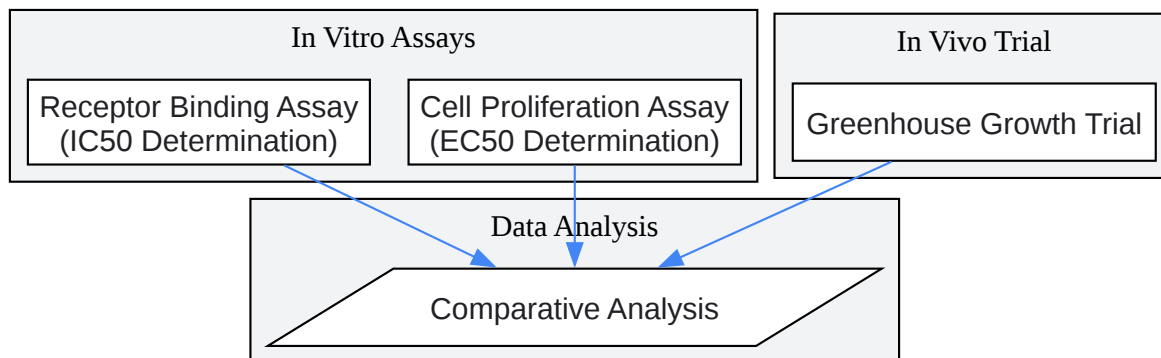 In Vitro Assays
Receptor Binding Assay
(IC50 Determination)
Cell Proliferation Assay
(EC50 Determination)
In Vivo Trial
Greenhouse Growth Trial
Data Analysis
Comparative Analysis